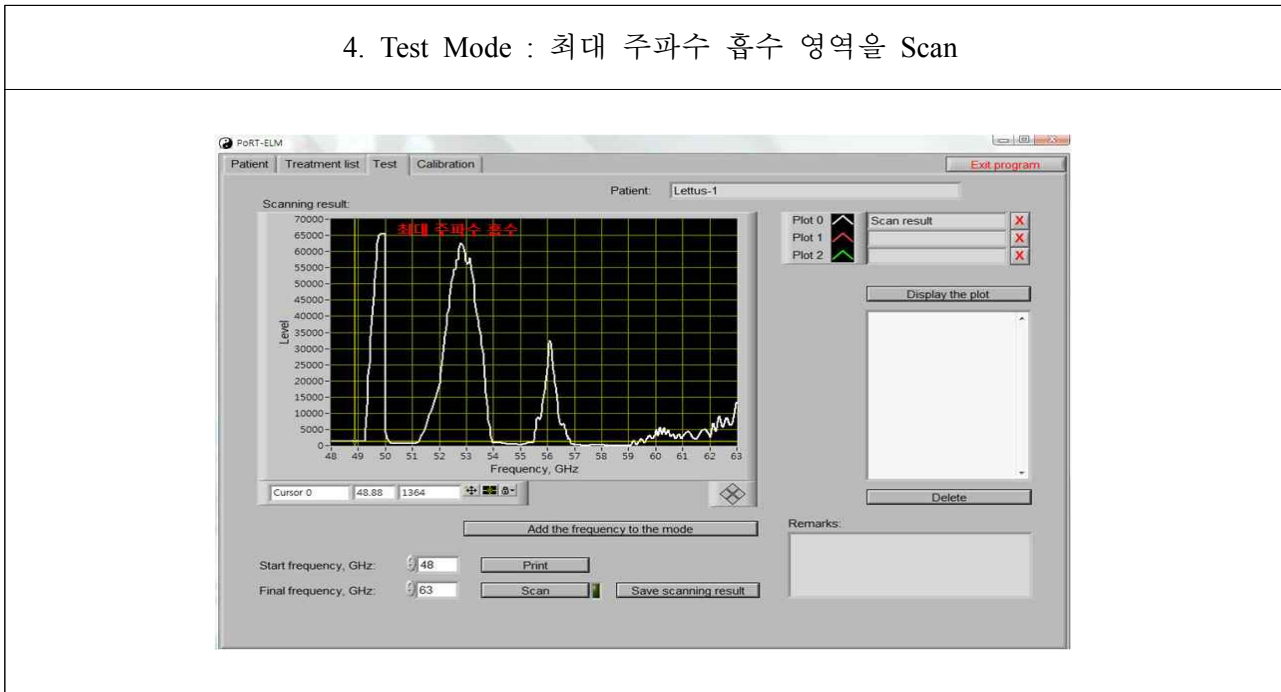 4. Test Mode : 최대 주파수 흡수 영역을 Scan
PoRT-ELM
Patient Treatment list Test Calibration Exit program
Patient: Lettus-1
Scanning result:
최대 주파수 흡수
70000
65000
60000
55000
50000
45000
40000
35000
30000
25000
20000
15000
10000
5000
0
Level
48 49 50 51 52 53 54 55 56 57 58 59 60 61 62 63
Frequency, GHz
Cursor 0 48.88 1364
Plot 0 Scan result X
Plot 1 X
Plot 2 X
Display the plot
Delete
Add the frequency to the mode
Remarks:
Start frequency, GHz: 48 Print
Final frequency, GHz: 63 Scan Save scanning result